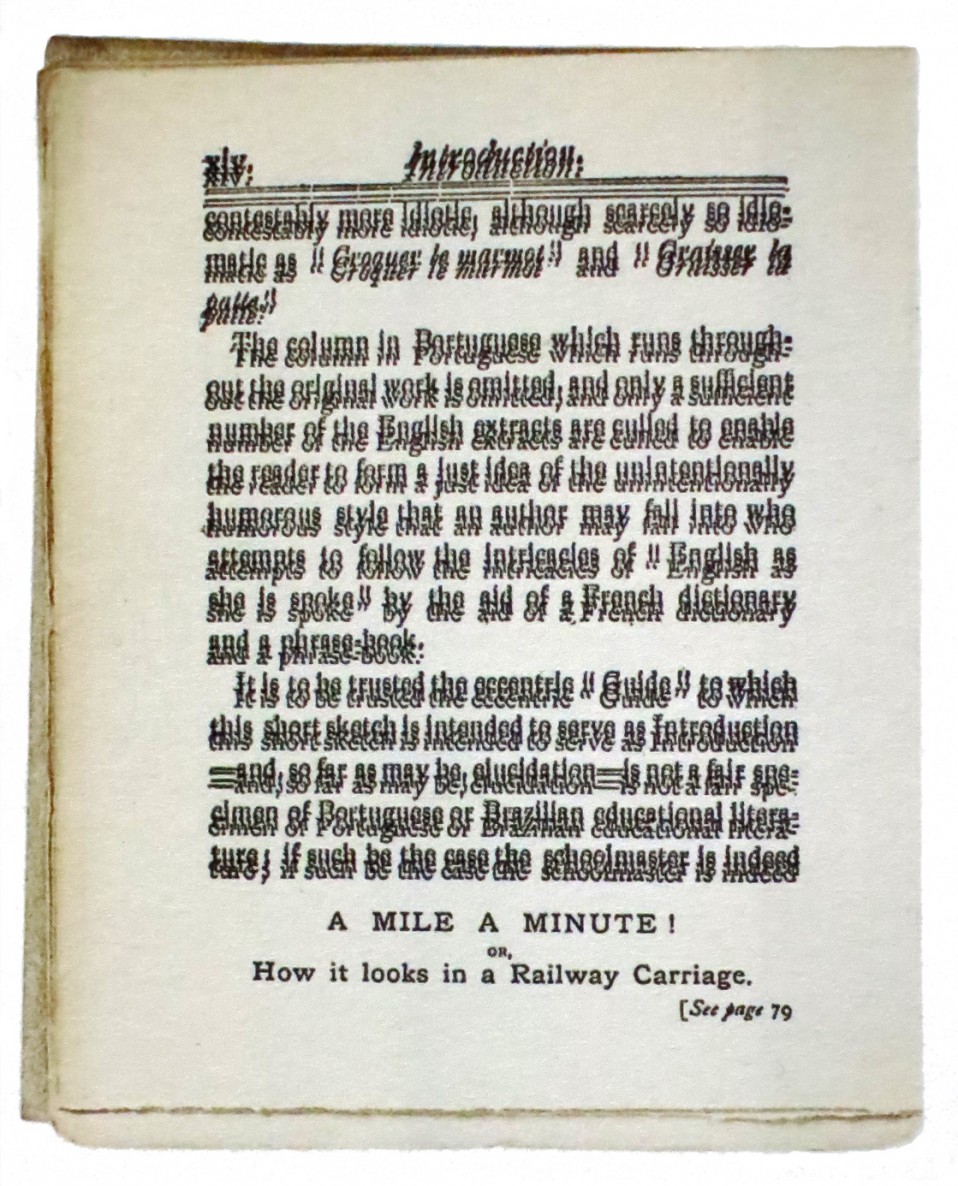 xiv. Introduction.
contestably more idiotic, although scarcely so idio-
matic as " Croquer le marmot " and " Graisser la
patte."
The column in Portuguese which runs through-
out the original work is omitted, and only a sufficient
number of the English extracts are culled to enable
the reader to form a just idea of the unintentionally
humorous style that an author may fall into who
attempts to follow the intricacies of " English as
she is spoke " by the aid of a French dictionary
and a phrase-book.
It is to be trusted the eccentric " Guide " to which
this short sketch is intended to serve as Introduction
—and, so far as may be, elucidation—is not a fair spe-
cimen of Portuguese or Brazilian educational litera-
ture ; if such be the case the schoolmaster is indeed
A MILE A MINUTE !
OR,
How it looks in a Railway Carriage.
[See page 79